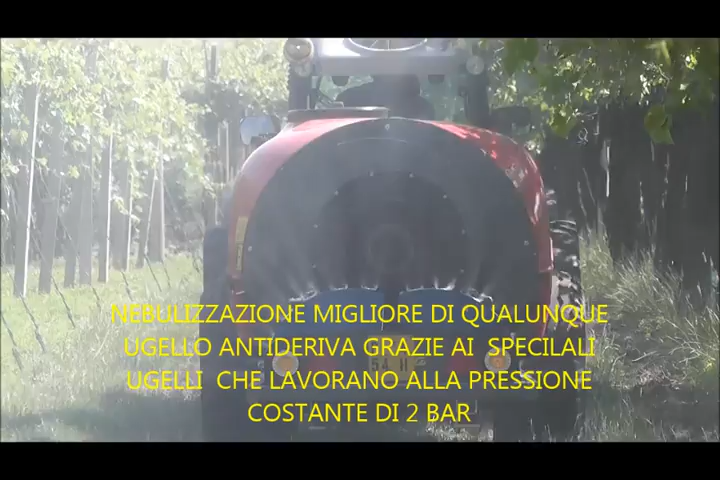 NEBULIZZAZIONE MIGLIORE DI QUALUNQUE
UGELLO ANTIDERIVA GRAZIE AI SPECILALI
UGELLI CHE LAVORANO ALLA PRESSIONE
COSTANTE DI 2 BAR